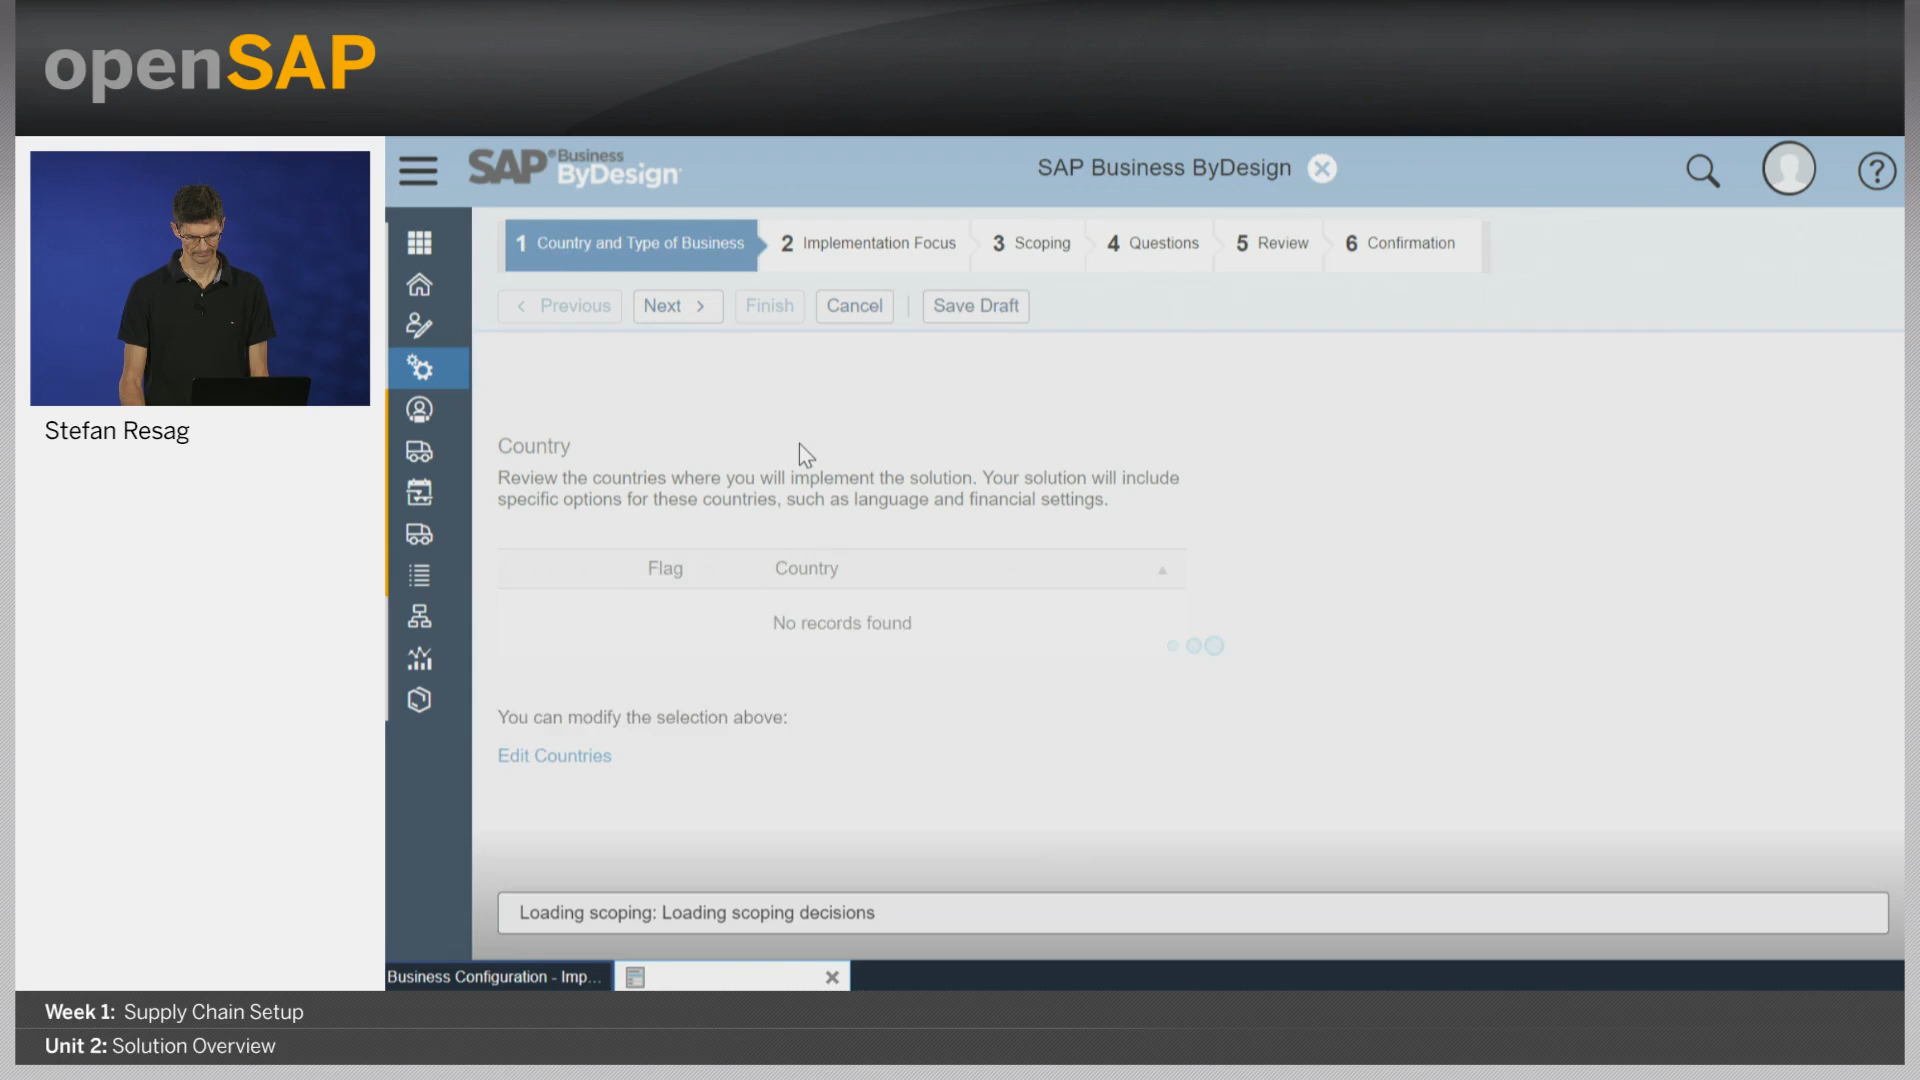 openSAP
Stefan Resag
SAP® Business ByDesign
SAP Business ByDesign
1 Country and Type of Business
2 Implementation Focus
3 Scoping
4 Questions
5 Review
6 Confirmation
Previous
Next
Finish
Cancel
Save Draft
Country
Review the countries where you will implement the solution. Your solution will include
specific options for these countries, such as language and financial settings.
Flag Country
No records found
You can modify the selection above:
Edit Countries
Loading scoping: Loading scoping decisions
Business Configuration - Imp...
Week 1: Supply Chain Setup
Unit 2: Solution Overview